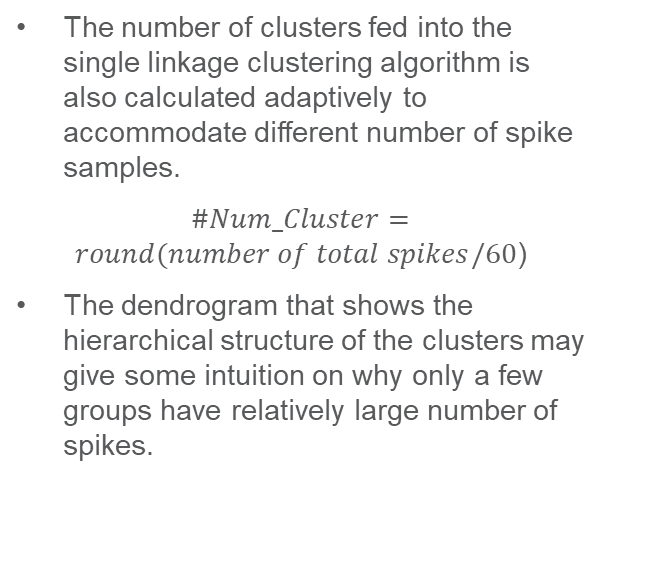 • The number of clusters fed into the
single linkage clustering algorithm is
also calculated adaptively to
accommodate different number of spike
samples.
#Num_Cluster =
round(number of total spikes/60)
• The dendrogram that shows the
hierarchical structure of the clusters may
give some intuition on why only a few
groups have relatively large number of
spikes.